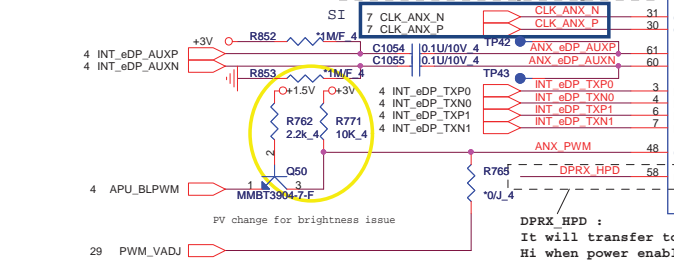 SI
7 CLK_ANX_N
7 CLK_ANX_P
CLK_ANX_N 31
CLK_ANX_P 30
+3V R852 *1M/F_4
TP42
4 INT_eDP_AUXP
C1054 0.1U/10V_4
ANX_eDP_AUXP 61
4 INT_eDP_AUXN
C1055 0.1U/10V_4
ANX_eDP_AUXN 60
R853 *1M/F_4
TP43
+1.5V +3V
4 INT_eDP_TXP0
INT_eDP_TXP0 3
4 INT_eDP_TXN0
INT_eDP_TXN0 4
4 INT_eDP_TXP1
INT_eDP_TXP1 6
4 INT_eDP_TXN1
INT_eDP_TXN1 7
R762
2.2k_4
R771
10K_4
ANX_PWM 48
2
Q50
R765
DPRX_HPD 58
4 APU_BLPWM
1 3
MMBT3904-7-F
*0/J_4
PV change for brightness issue
DPRX_HPD :
It will transfer to
Hi when power enabl
29 PWM_VADJ